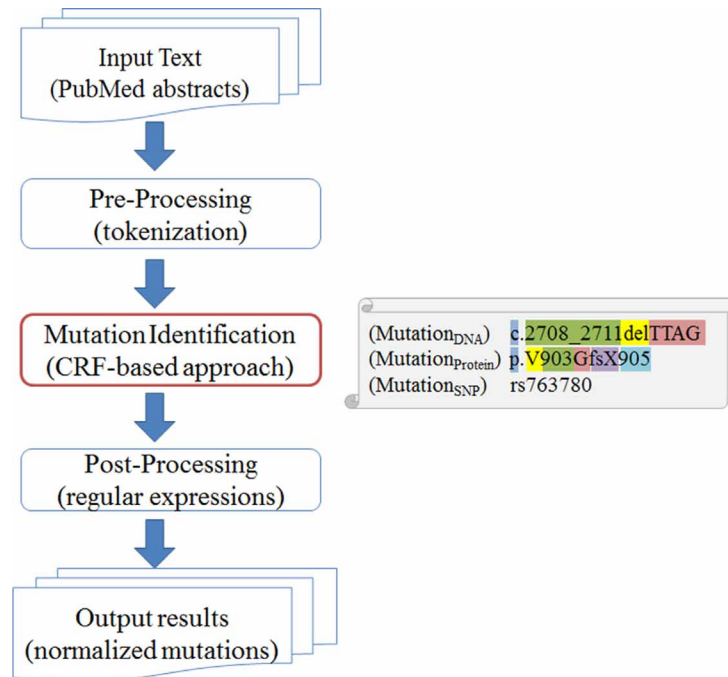 Input Text
(PubMed abstracts)
Pre-Processing
(tokenization)
Mutation Identification
(CRF-based approach)
(MutationDNA) c.2708_2711delTTAG
(MutationProtein) p.V903GfsX905
(MutationSNP) rs763780
Post-Processing
(regular expressions)
Output results
(normalized mutations)